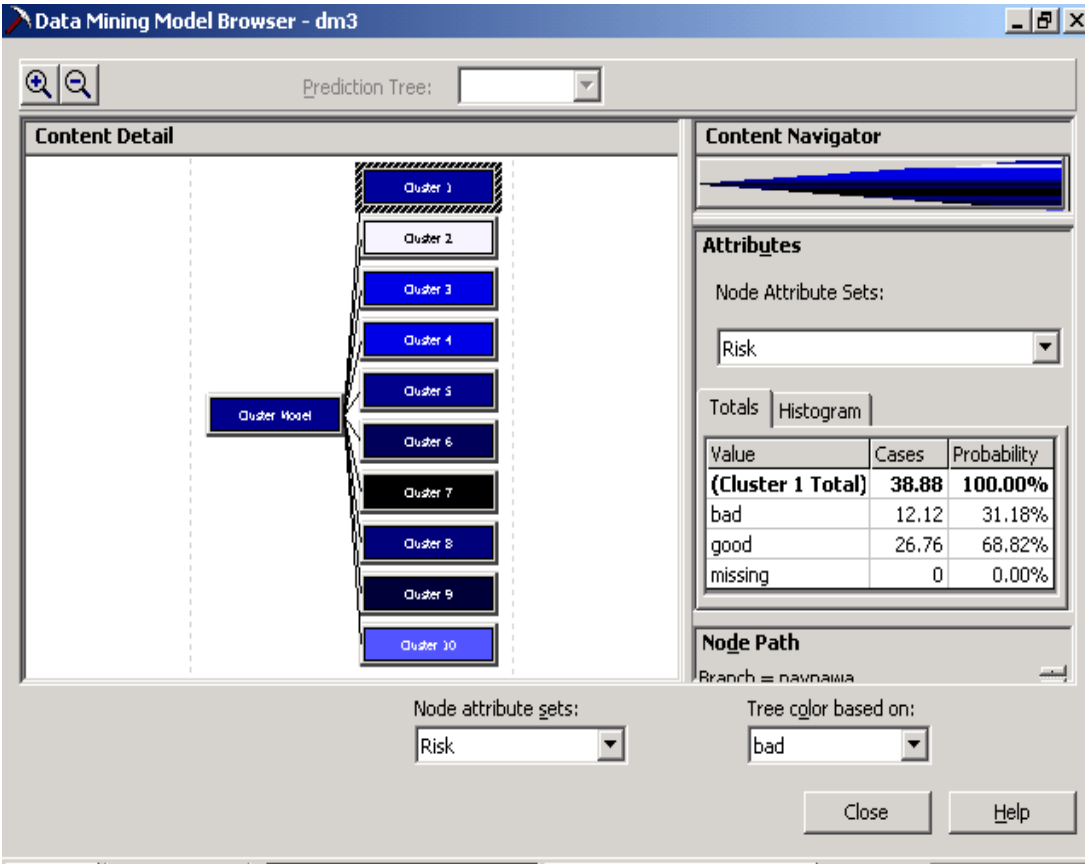 Data Mining Model Browser - dm3
Prediction Tree:
Content Detail
Cluster 1
Cluster 2
Cluster 3
Cluster 4
Cluster 5
Cluster Model
Cluster 6
Cluster 7
Cluster 8
Cluster 9
Cluster 10
Content Navigator
Attributes
Node Attribute Sets:
Risk
Totals Histogram
Value Cases Probability
(Cluster 1 Total) 38.88 100.00%
bad 12.12 31.18%
good 26.76 68.82%
missing 0 0.00%
Node Path
Branch =
Node attribute sets:
Risk
Tree color based on:
bad
Close Help